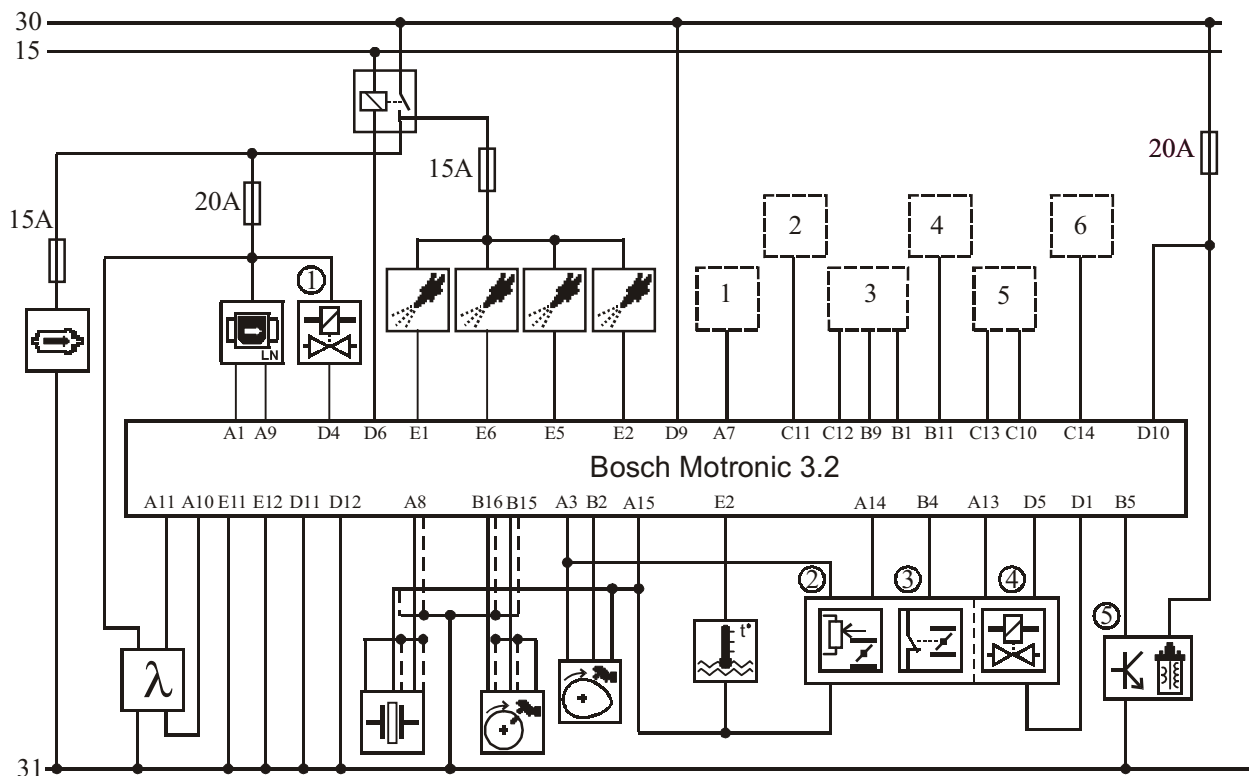 30
15
15A
20A
20A
15A
1
2
3
4
5
6
1
LN
A1 A9 D4 D6 E1 E6 E5 E2 D9 A7 C11 C12 B9 B1 B11 C13 C10 C14 D10
Bosch Motronic 3.2
A11 A10 E11 E12 D11 D12 A8 B16 B15 A3 B2 A15 E2 A14 B4 A13 D5 D1 B5
2
3
4
5
t°
λ
31